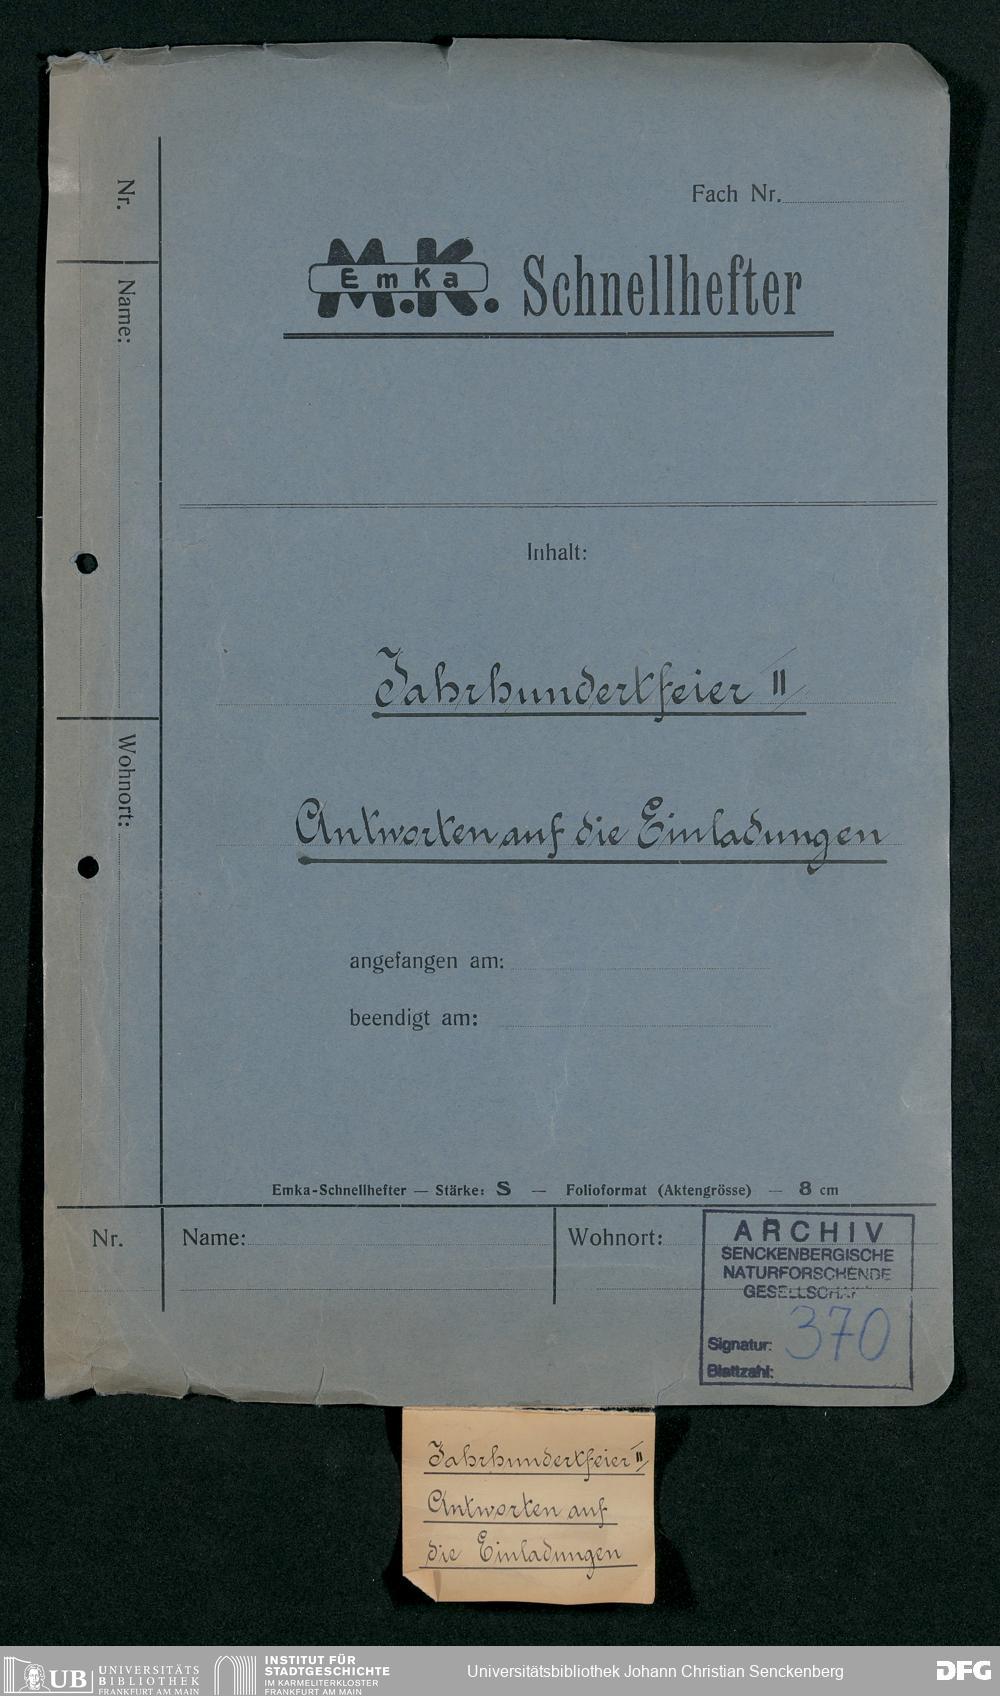 Fach Nr.
M.K.
EmKa
Schnellhefter
Nr.
Name:
Wohnort:
Inhalt:
Jahrhundertfeier II
Antworten auf die Einladungen
angefangen am:
beendigt am:
Emka-Schnellhefter — Stärke: S — Folioformat (Aktengrösse) — 8 cm
Nr.
Name:
Wohnort:
ARCHIV
SENCKENBERGISCHE
NATURFORSCHENDE
GESELLSCHAFT
Signatur: 370
Blattzahl:
Jahrhundertfeier II
Antworten auf
die Einladungen
UB
UNIVERSITÄTS
BIBLIOTHEK
FRANKFURT AM MAIN
INSTITUT FÜR
STADTGESCHICHTE
IM KARMELITERKLOSTER
FRANKFURT AM MAIN
Universitätsbibliothek Johann Christian Senckenberg
DFG